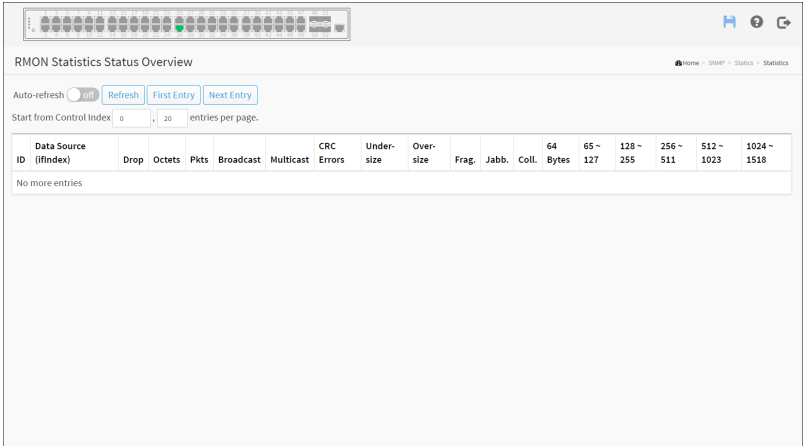 RMON Statistics Status Overview
Home > SNMP > Statics > Statistics
Auto-refresh off Refresh First Entry Next Entry
Start from Control Index 0 , 20 entries per page.
ID Data Source (ifIndex) Drop Octets Pkts Broadcast Multicast CRC Errors Under-size Over-size Frag. Jabb. Coll. 64 Bytes 65 ~ 127 128 ~ 255 256 ~ 511 512 ~ 1023 1024 ~ 1518
No more entries